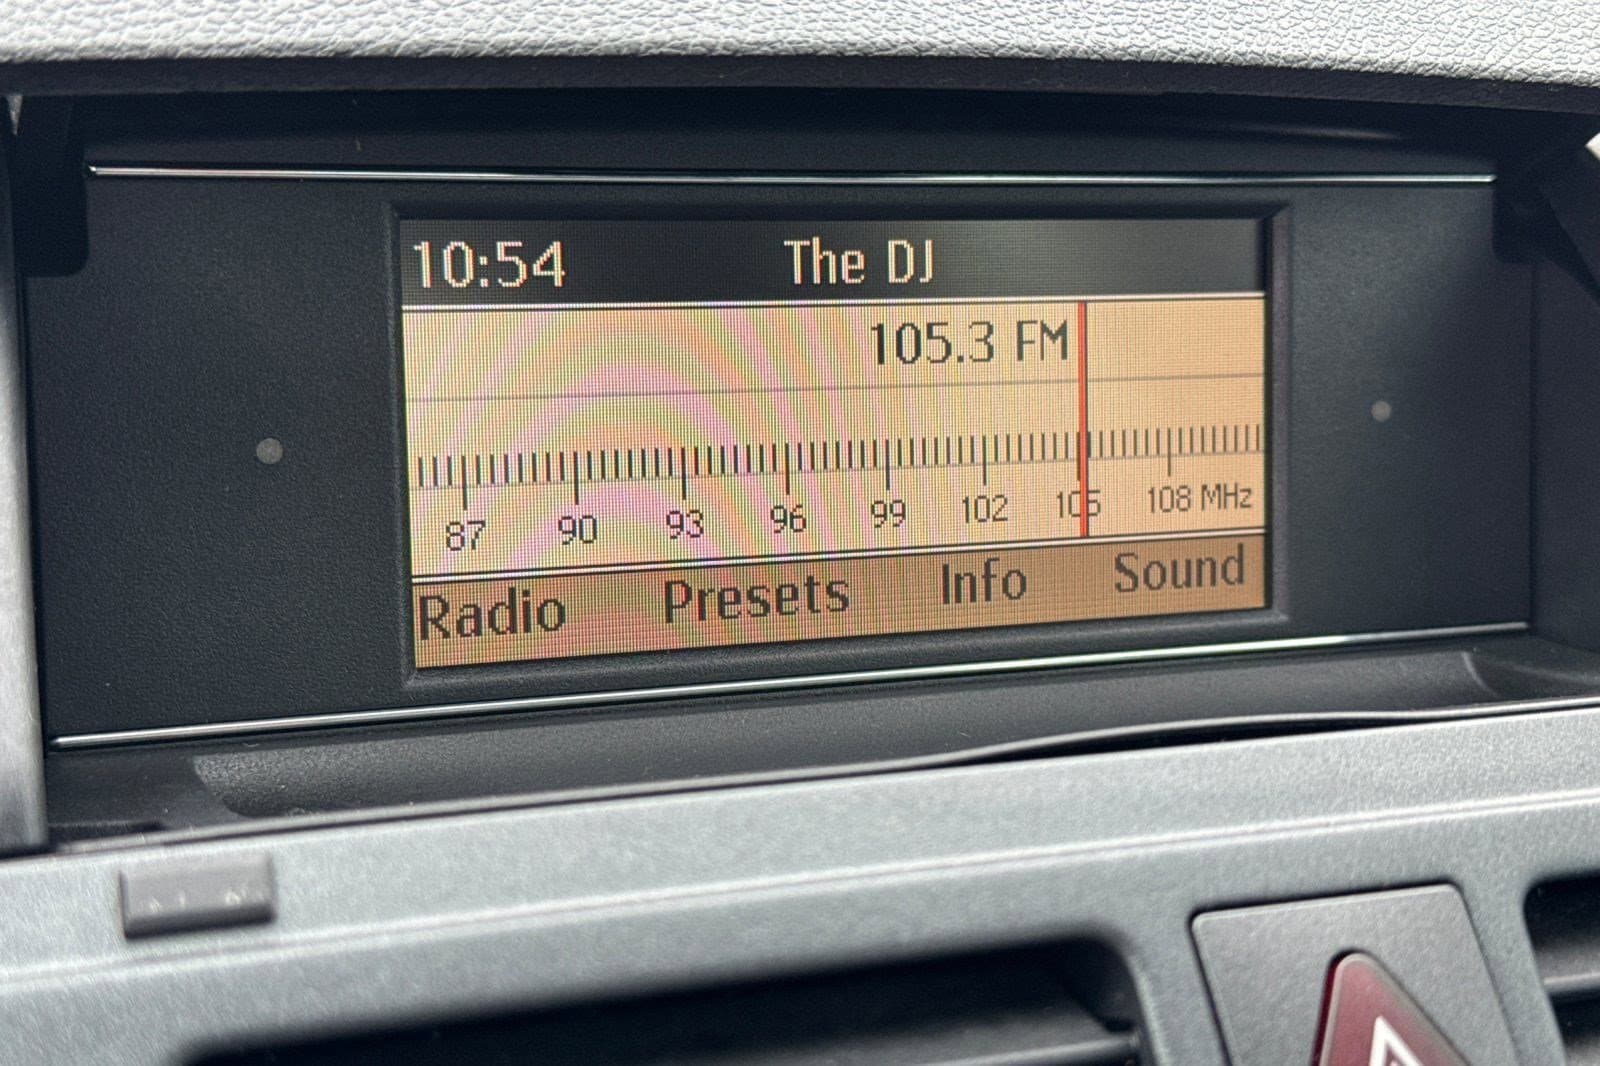 10:54 The DJ
105.3 FM
87 90 93 96 99 102 105 108 MHz
Radio Presets Info Sound